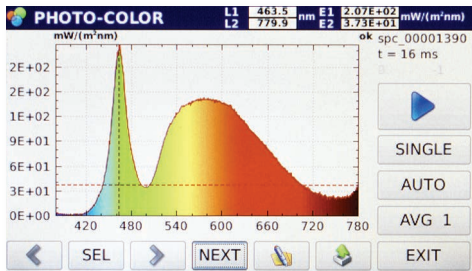 PHOTO-COLOR
L1 463.5 nm E1 2.07E+02 mW/(m²nm)
L2 779.9 E2 3.73E+01
mW/(m²nm) ok spc_00001390
t = 16 ms
2E+02
2E+02
1E+02
9E+01
6E+01
3E+01
0E+00
420 480 540 600 660 720 780
SINGLE
AUTO
AVG 1
SEL NEXT EXIT